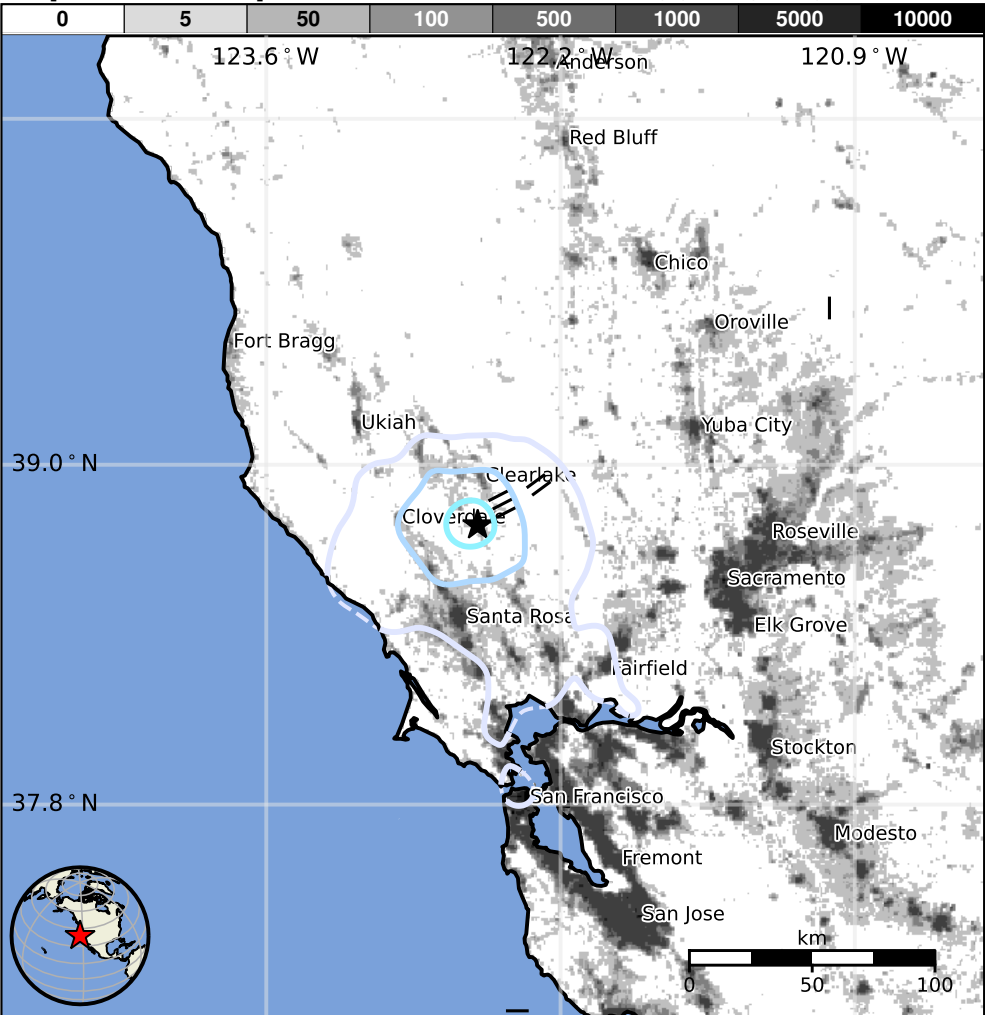 0 5 50 100 500 1000 5000 10000
123.6°W 122.2°W 120.9°W
Anderson
Red Bluff
Chico
Oroville
Fort Bragg
Ukiah
Yuba City
39.0°N
Clearlake
Cloverdale
Roseville
Sacramento
Santa Rosa
Elk Grove
Fairfield
Stockton
San Francisco
37.8°N
Modesto
Fremont
San Jose
km
0 50 100